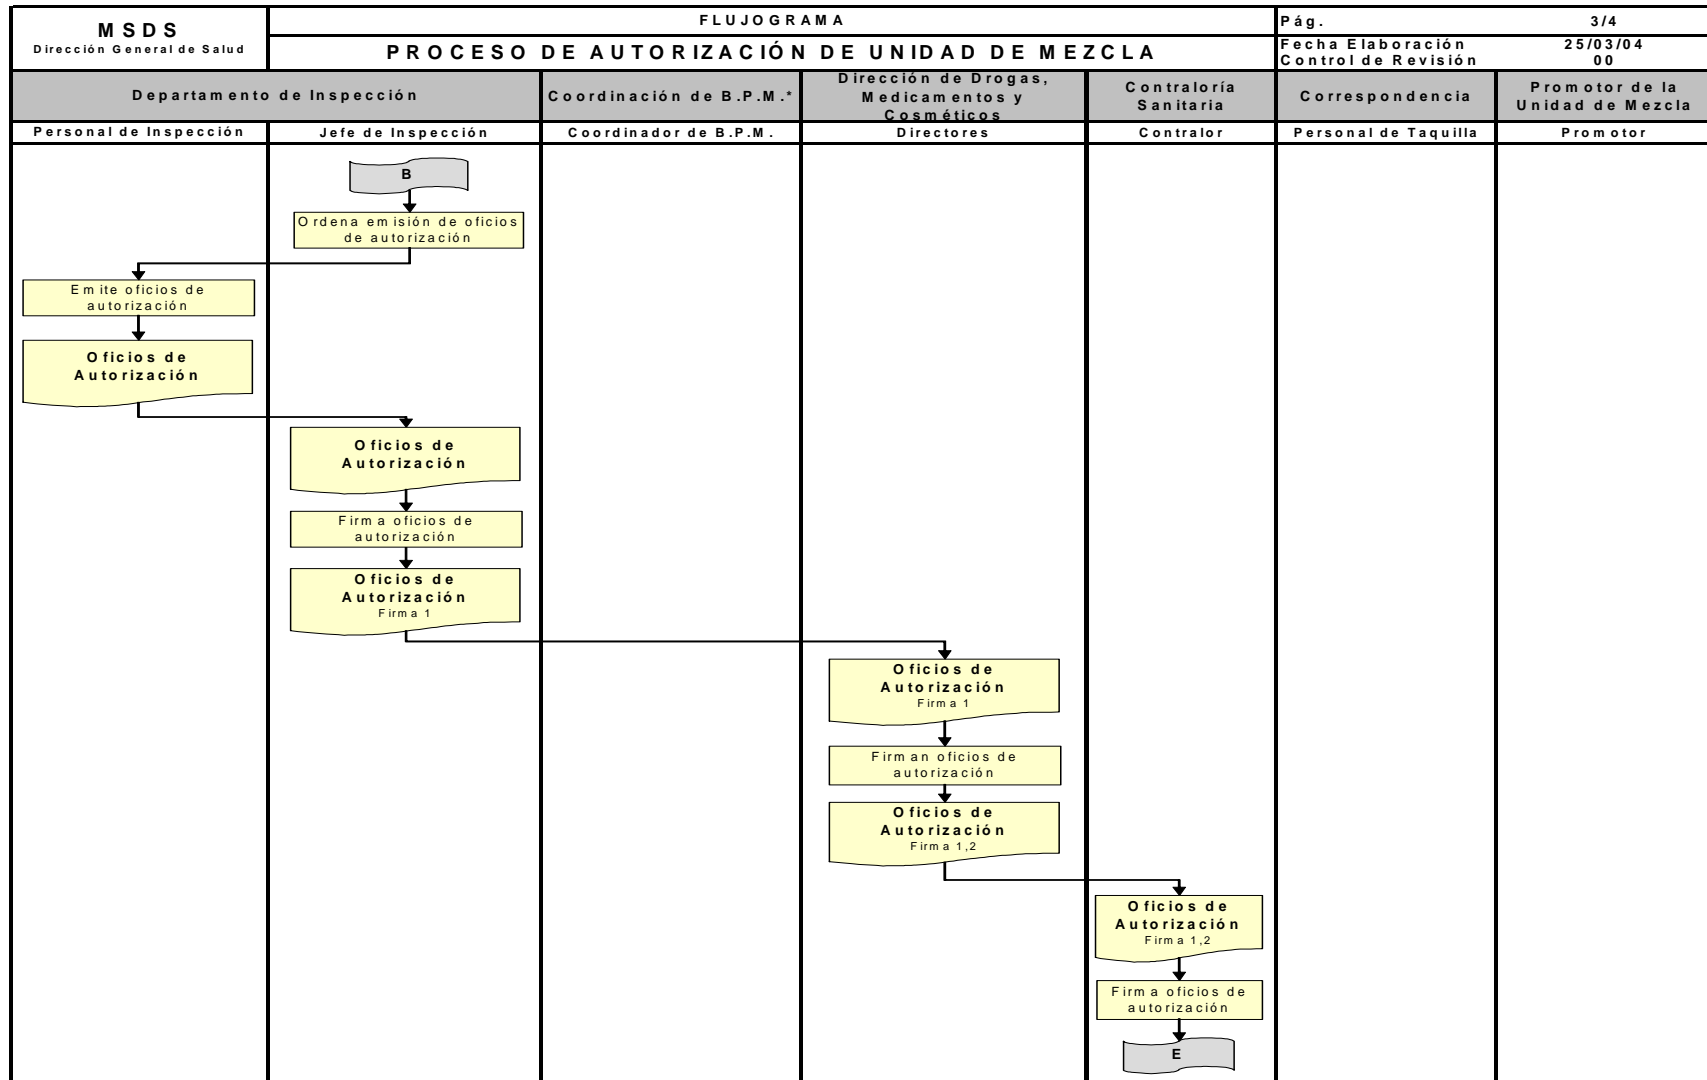 MSDS
Dirección General de Salud
FLUJOGRAMA
PROCESO DE AUTORIZACIÓN DE UNIDAD DE MEZCLA
Pág. 3/4
Fecha Elaboración 25/03/04
Control de Revisión 00
Departamento de Inspección
Coordinación de B.P.M.*
Dirección de Drogas,
Medicamentos y
Cosméticos
Contraloría
Sanitaria
Correspondencia
Promotor de la
Unidad de Mezcla
Personal de Inspección
Jefe de Inspección
Coordinador de B.P.M.
Directores
Contralor
Personal de Taquilla
Promotor
B
Ordena emisión de oficios
de autorización
Emite oficios de
autorización
Oficios de
Autorización
Oficios de
Autorización
Firma oficios de
autorización
Oficios de
Autorización
Firma 1
Oficios de
Autorización
Firma 1
Firman oficios de
autorización
Oficios de
Autorización
Firma 1,2
Oficios de
Autorización
Firma 1,2
Firma oficios de
autorización
E